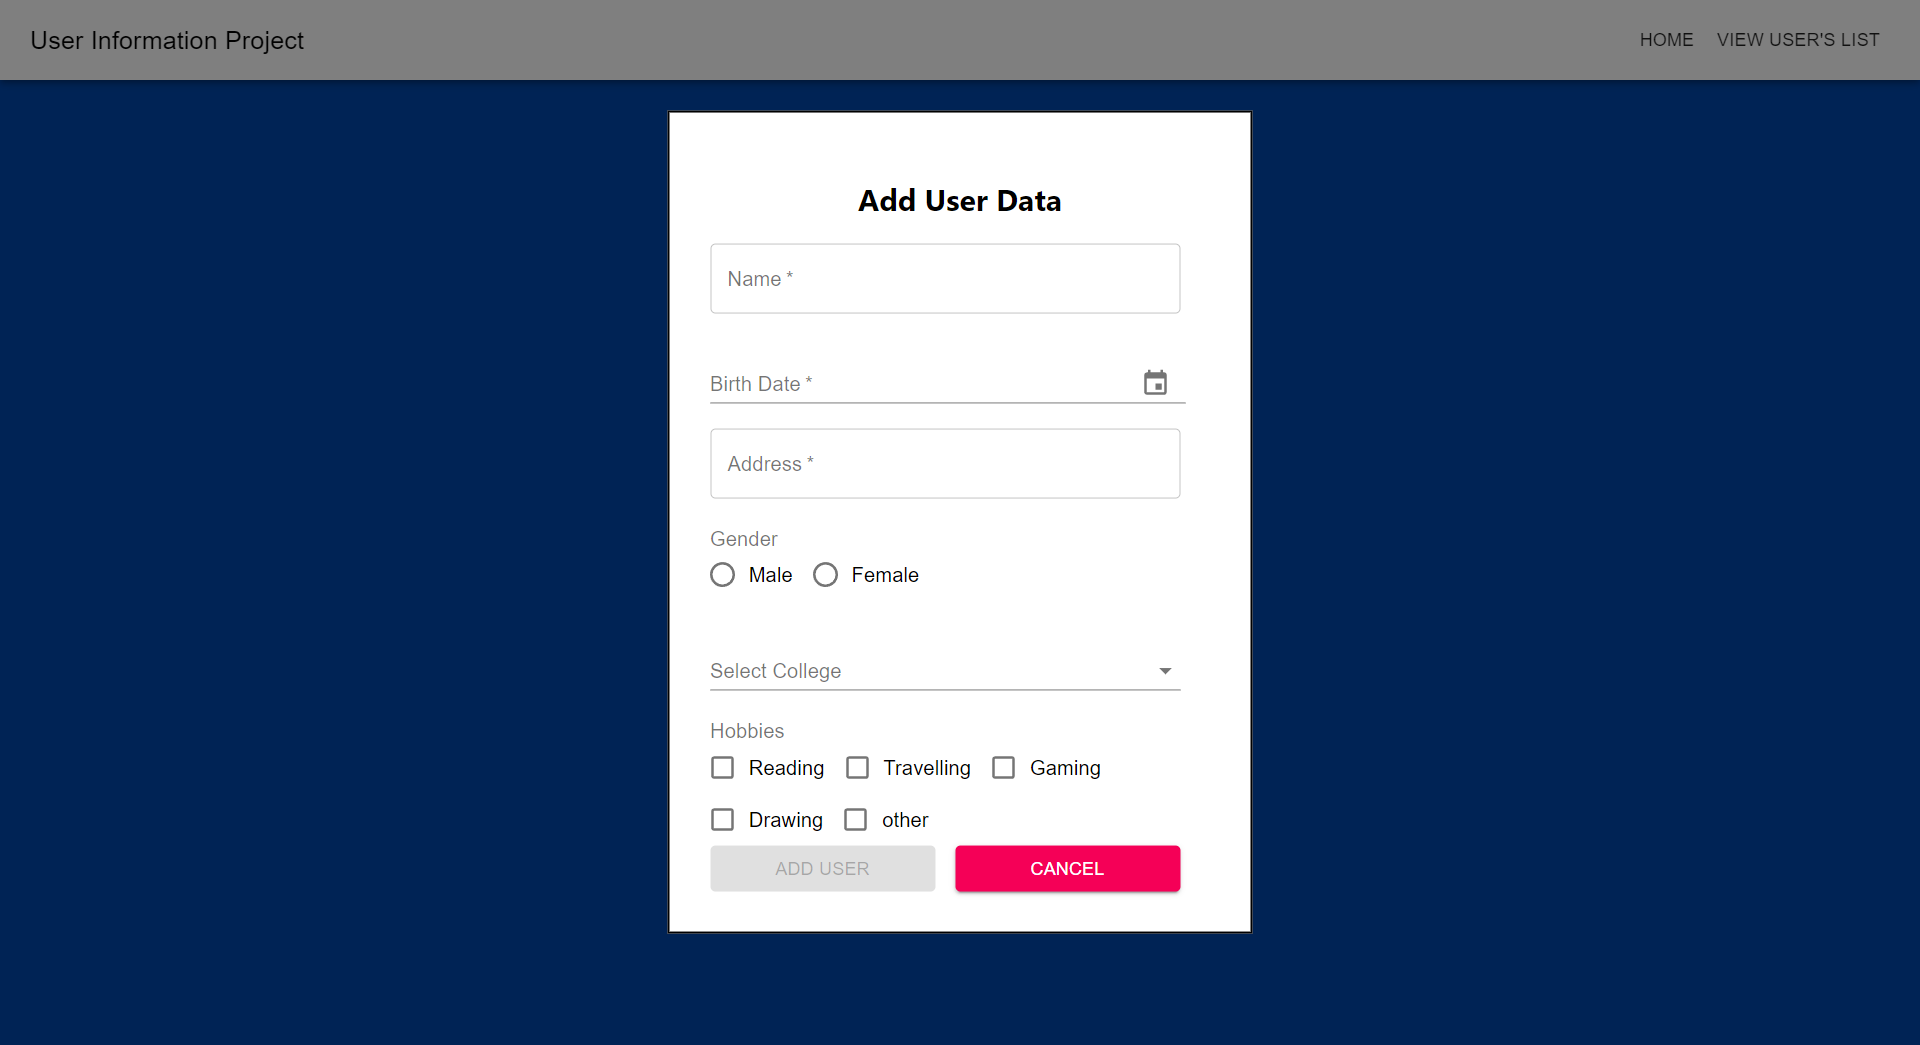 User Information Project
HOME VIEW USER'S LIST
Add User Data
Name *
Birth Date *
Address *
Gender
Male Female
Select College
Hobbies
Reading Travelling Gaming
Drawing other
ADD USER CANCEL